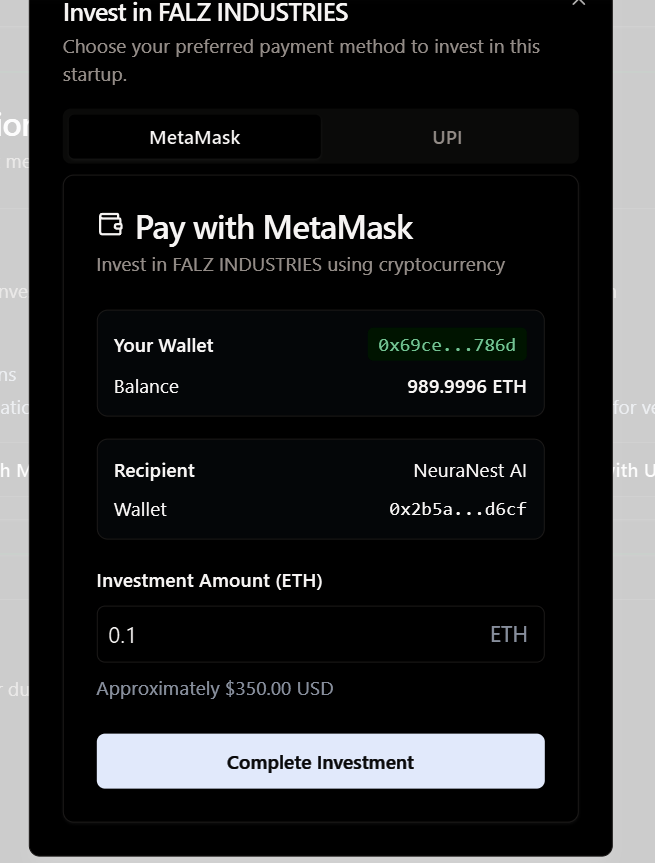 Invest in FALZ INDUSTRIES
Choose your preferred payment method to invest in this
startup.
MetaMask UPI
Pay with MetaMask
Invest in FALZ INDUSTRIES using cryptocurrency
Your Wallet 0x69ce...786d
Balance 989.9996 ETH
Recipient NeuraNest AI
Wallet 0x2b5a...d6cf
Investment Amount (ETH)
0.1 ETH
Approximately $350.00 USD
Complete Investment